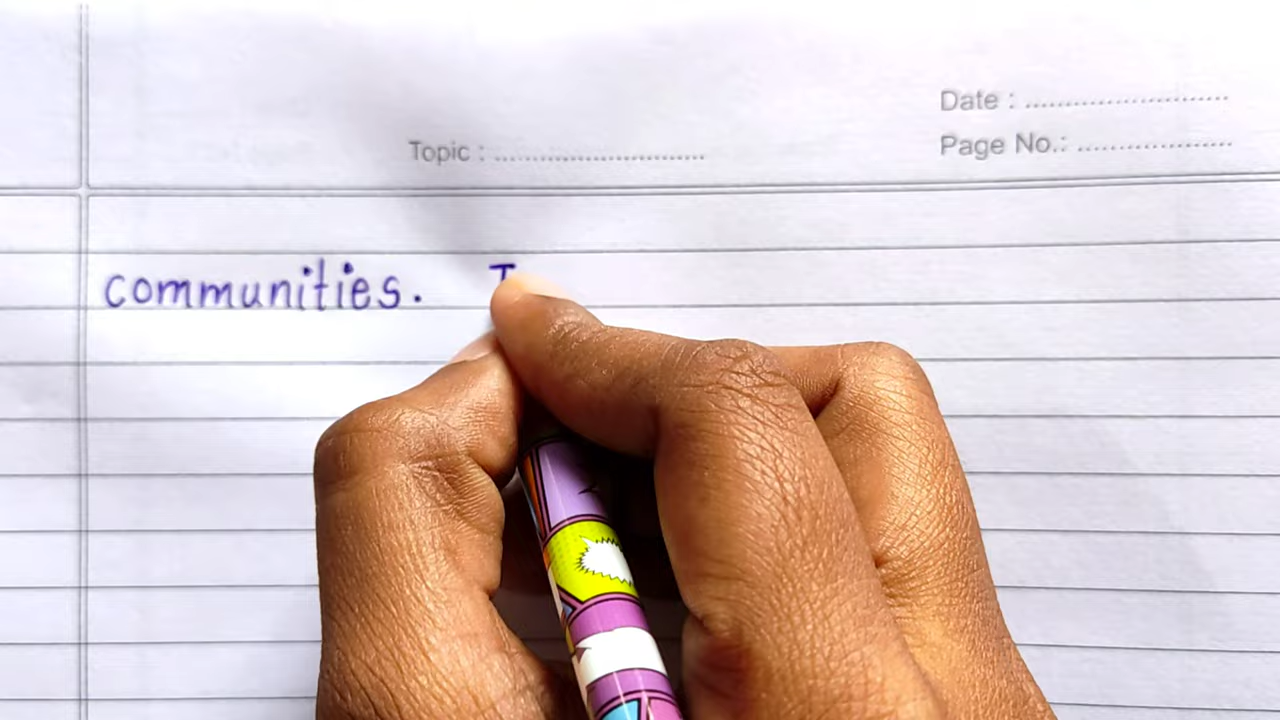 Date : ............................
Topic : ............................
Page No.: .....................
communities.